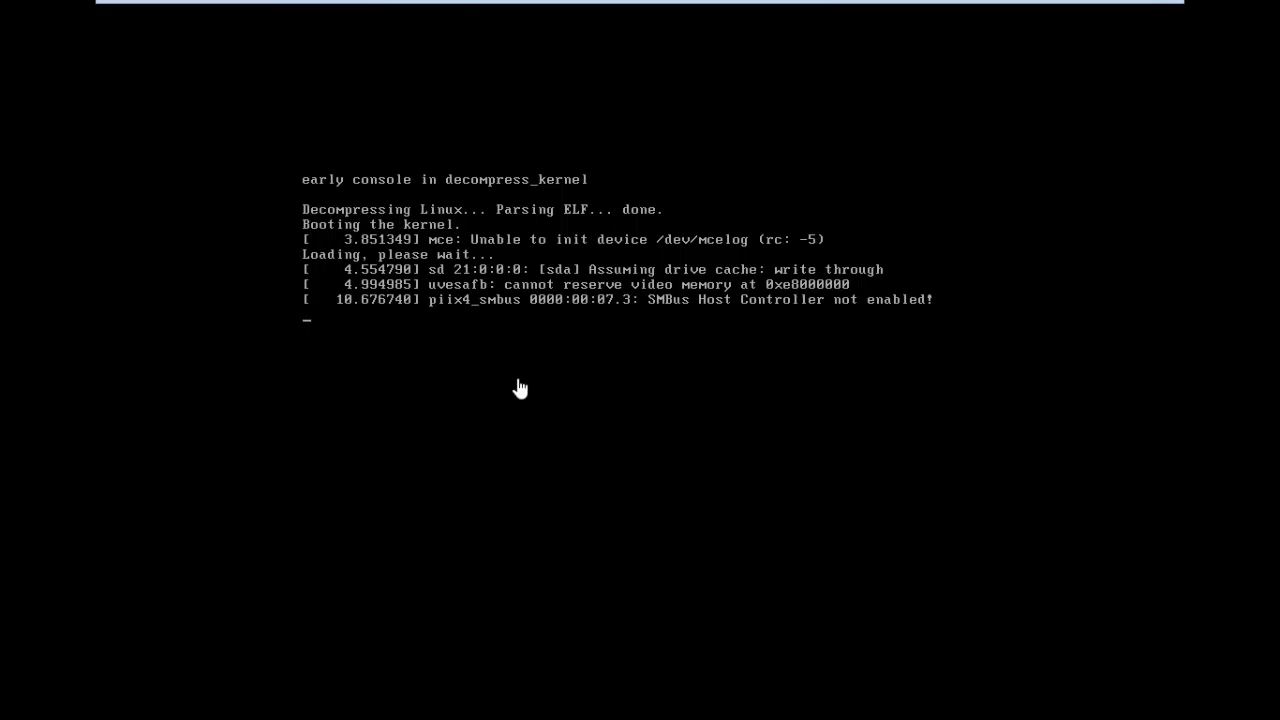 early console in decompress_kernel
Decompressing Linux... Parsing ELF... done.
Booting the kernel.
[    3.851349] mce: Unable to init device /dev/mcelog (rc: -5)
Loading, please wait...
[    4.554790] sd 21:0:0:0: [sda] Assuming drive cache: write through
[    4.994985] uvesafb: cannot reserve video memory at 0xe8000000
[   10.676740] piix4_smbus 0000:00:07.3: SMBus Host Controller not enabled!
_